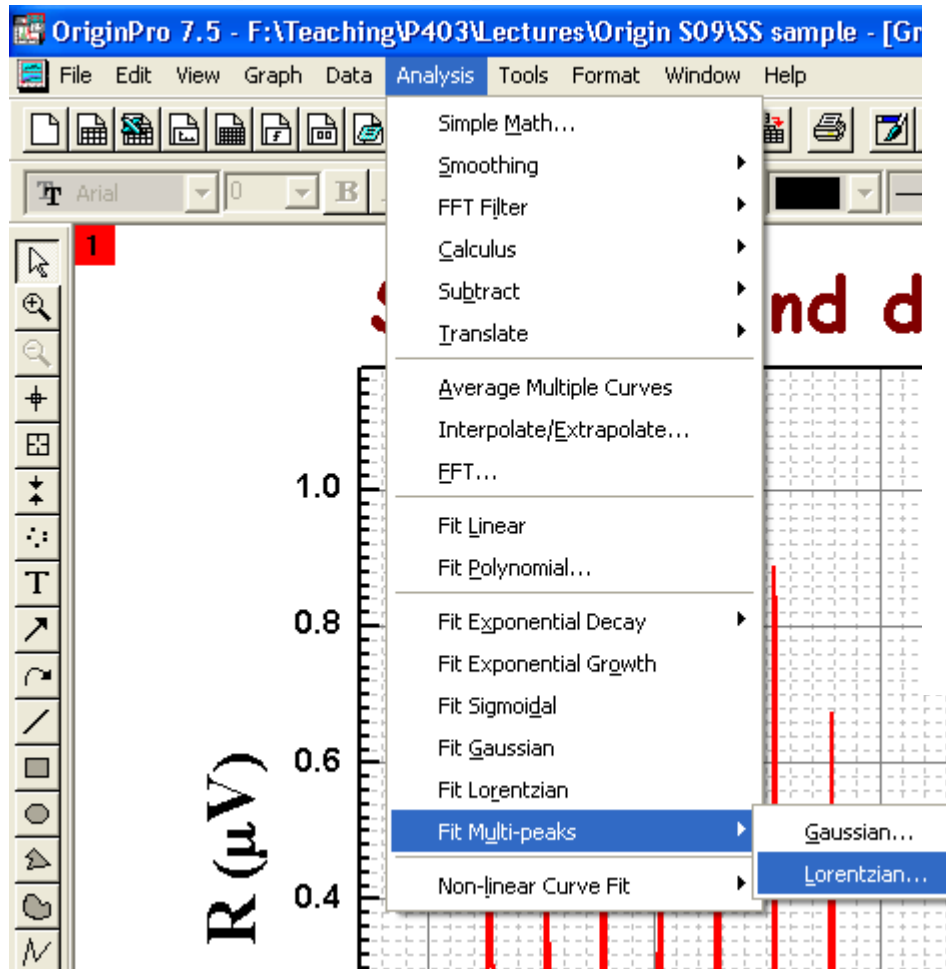 OriginPro 7.5 - F:\Teaching\P403\Lectures\Origin S09\SS sample - [Gr
File Edit View Graph Data Analysis Tools Format Window Help
Arial 0 B
1
Simple Math...
Smoothing
FFT Filter
Calculus
Subtract
Translate
Average Multiple Curves
Interpolate/Extrapolate...
FFT...
Fit Linear
Fit Polynomial...
Fit Exponential Decay
Fit Exponential Growth
Fit Sigmoidal
Fit Gaussian
Fit Lorentzian
Fit Multi-peaks
Non-linear Curve Fit
Gaussian...
Lorentzian...
nd d
1.0
0.8
0.6
0.4
R (μV)
T